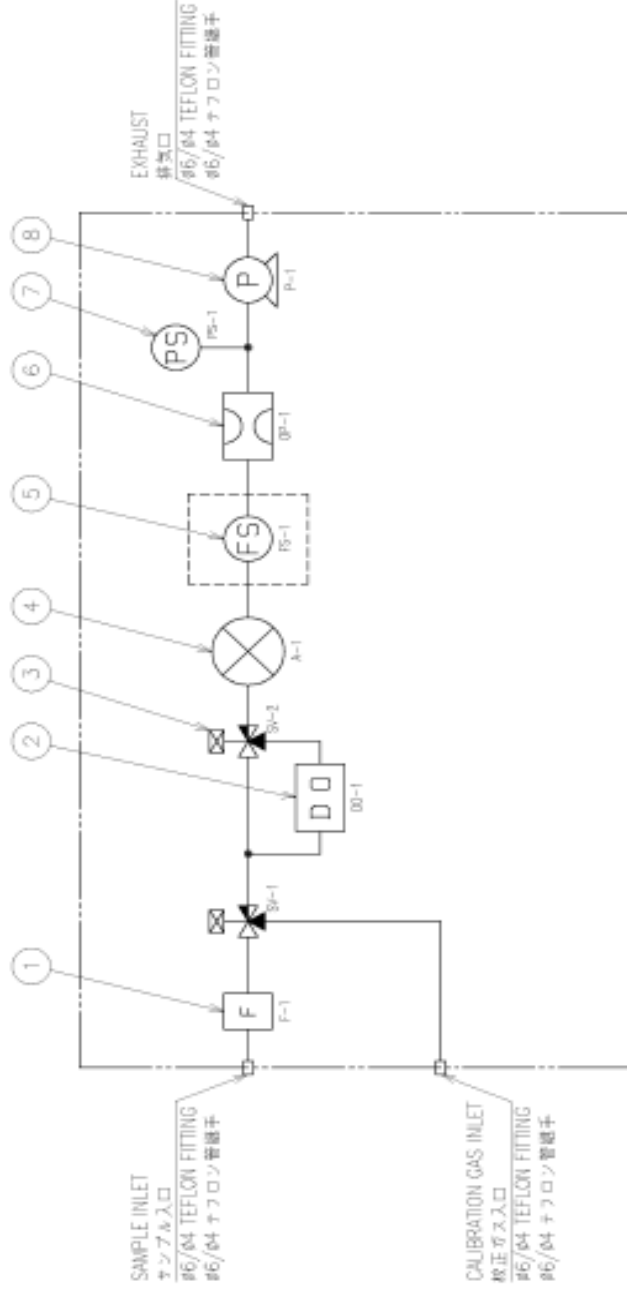 SAMPLE INLET
サンプル入口
ø6/ø4 TEFLON FITTING
ø6/ø4 テフロン管継手
CALIBRATION GAS INLET
校正ガス入口
ø6/ø4 TEFLON FITTING
ø6/ø4 テフロン管継手
1
2
3
4
5
6
7
8
F
F-1
SV-1
DO
DO-1
SV-2
A-1
FS
FS-1
OP-1
PS
PS-1
P
P-1
EXHAUST
排気口
ø6/ø4 TEFLON FITTING
ø6/ø4 テフロン管継手